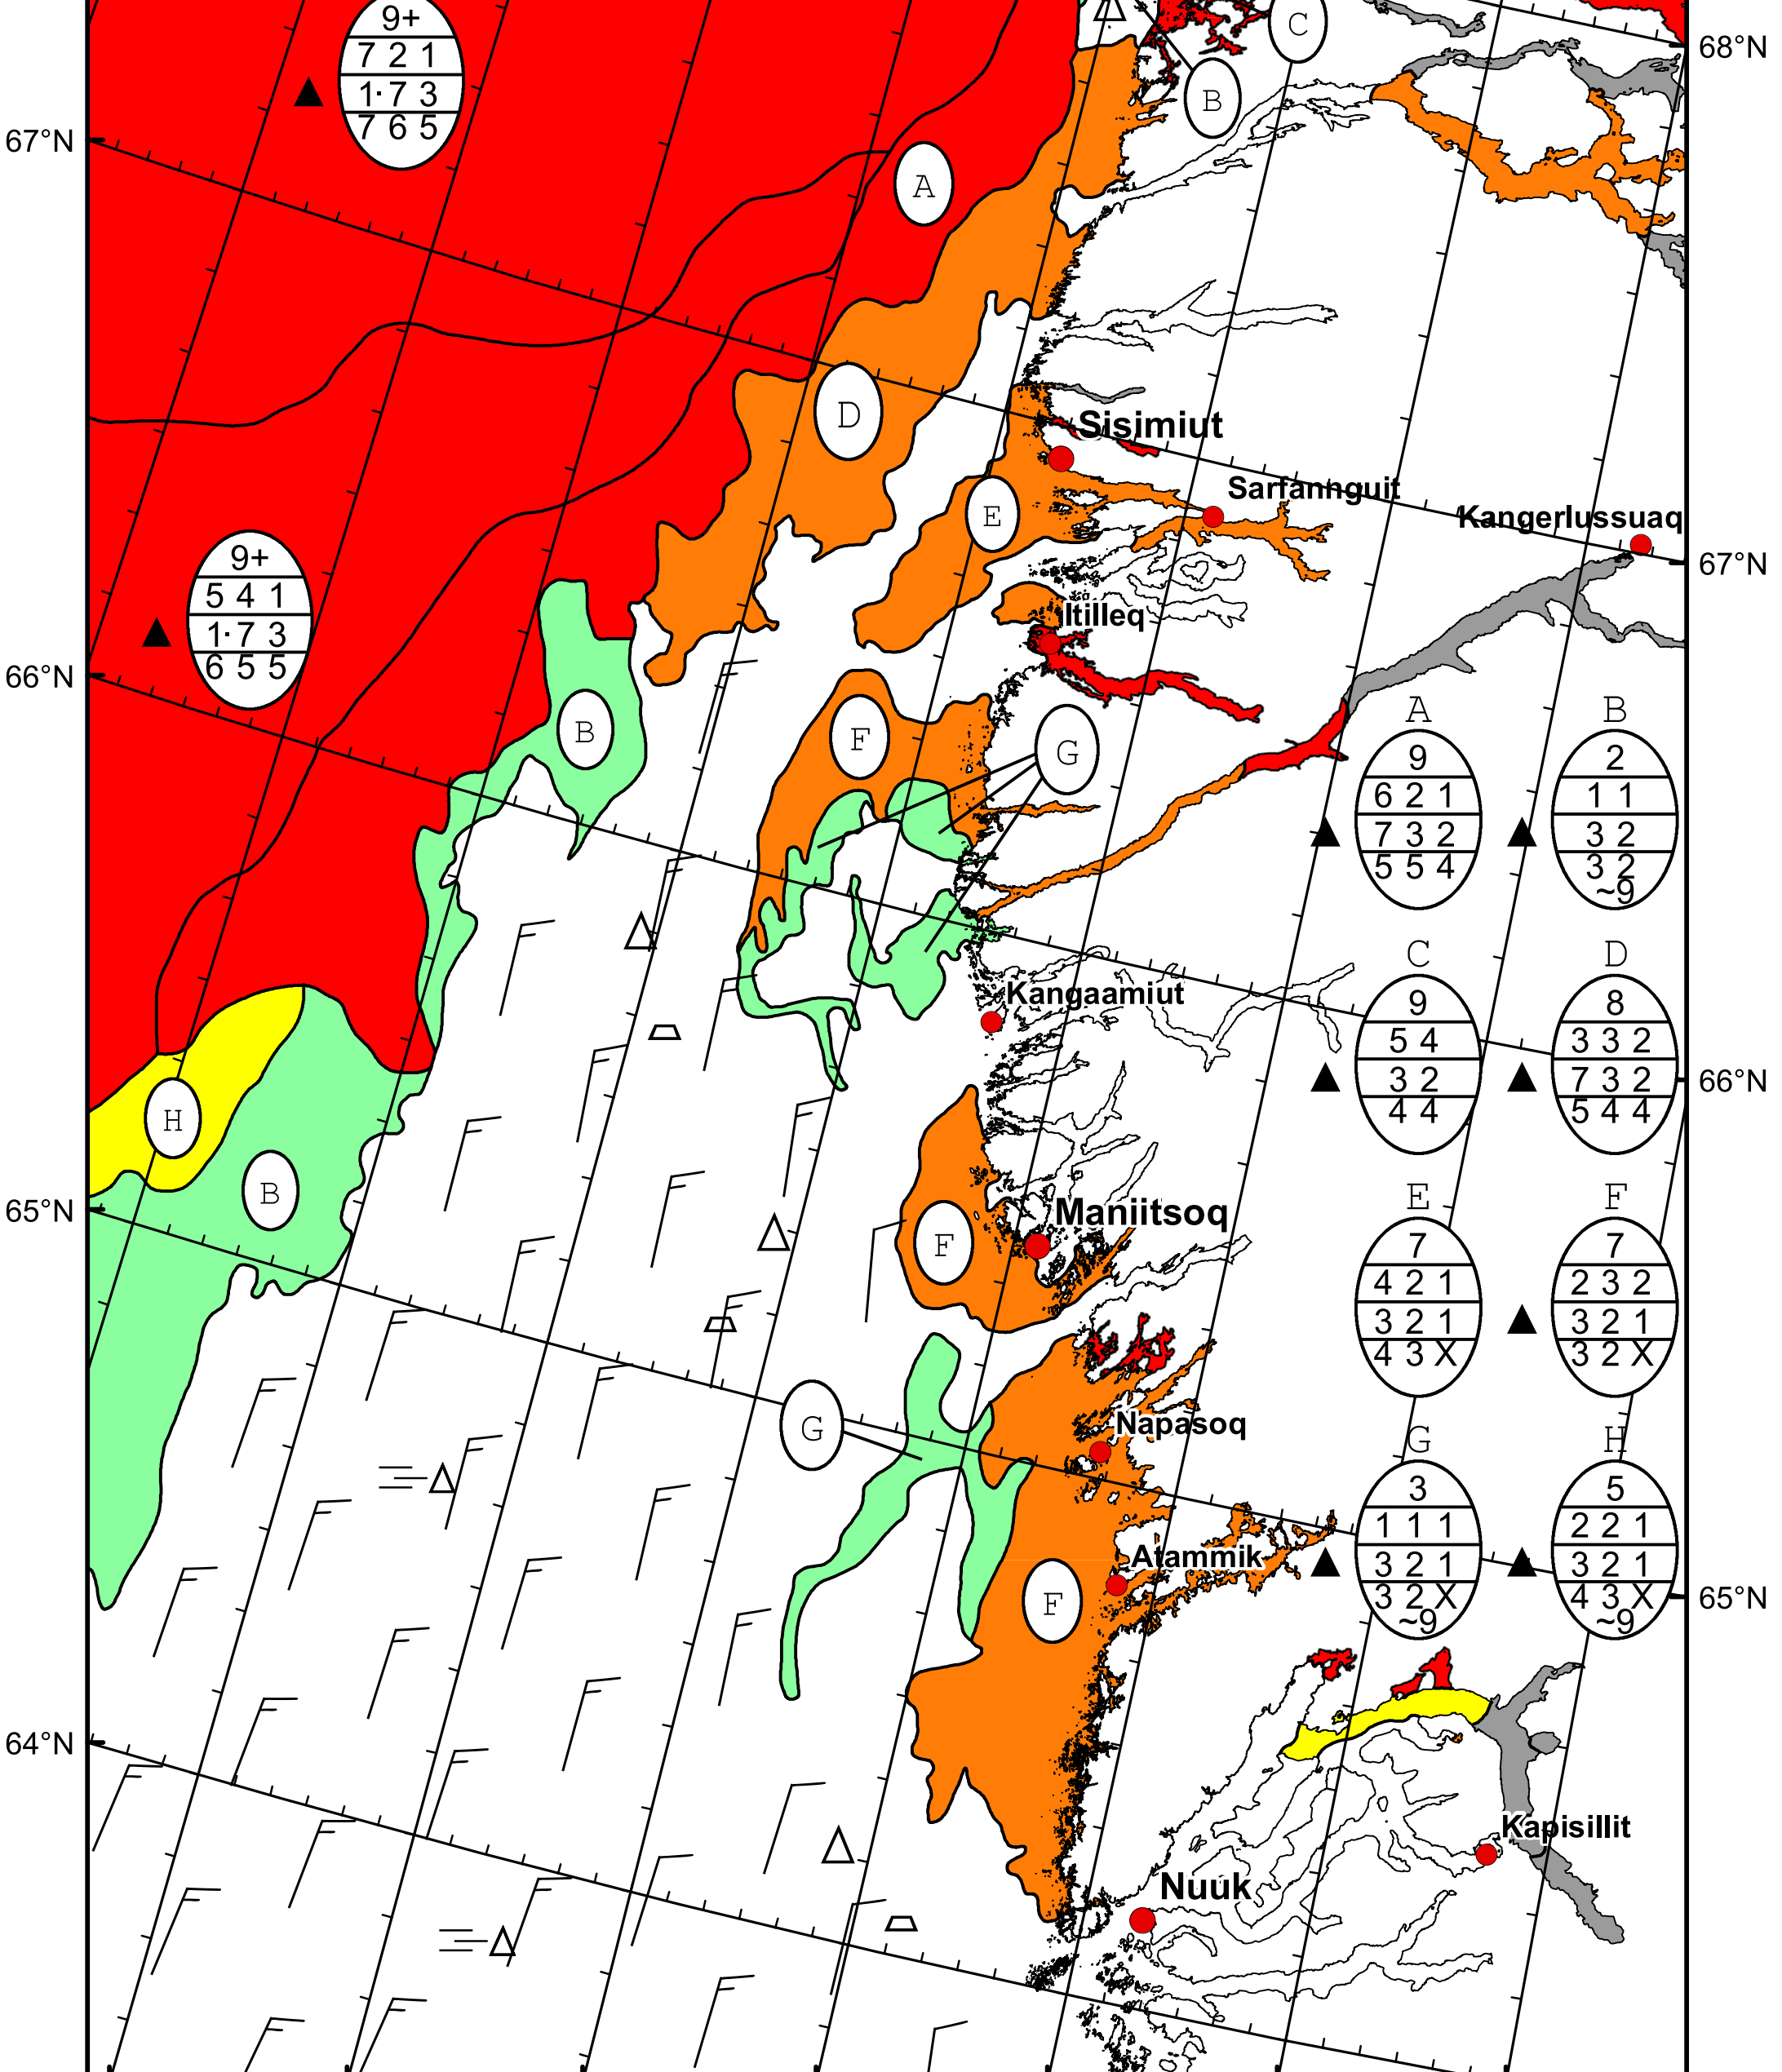 9+
7 2 1
1· 7 3
7 6 5
C
B
68°N
67°N
A
D
Sisimiut
Sarfannguit
Kangerlussuaq
E
67°N
9+
5 4 1
1· 7 3
6 5 5
Itilleq
66°N
B
F
G
A
9
6 2 1
7 3 2
5 5 4
B
2
1 1
3 2
3 2
~9
Kangaamiut
C
9
5 4
3 2
4 4
D
8
3 3 2
7 3 2
5 4 4
66°N
H
B
65°N
Maniitsoq
F
E
7
4 2 1
3 2 1
4 3 X
F
7
2 3 2
3 2 1
3 2 X
G
Napasoq
G
3
1 1 1
3 2 1
3 2 X
~9
H
5
2 2 1
3 2 1
4 3 X
~9
Atammik
F
65°N
64°N
Kapisillit
Nuuk